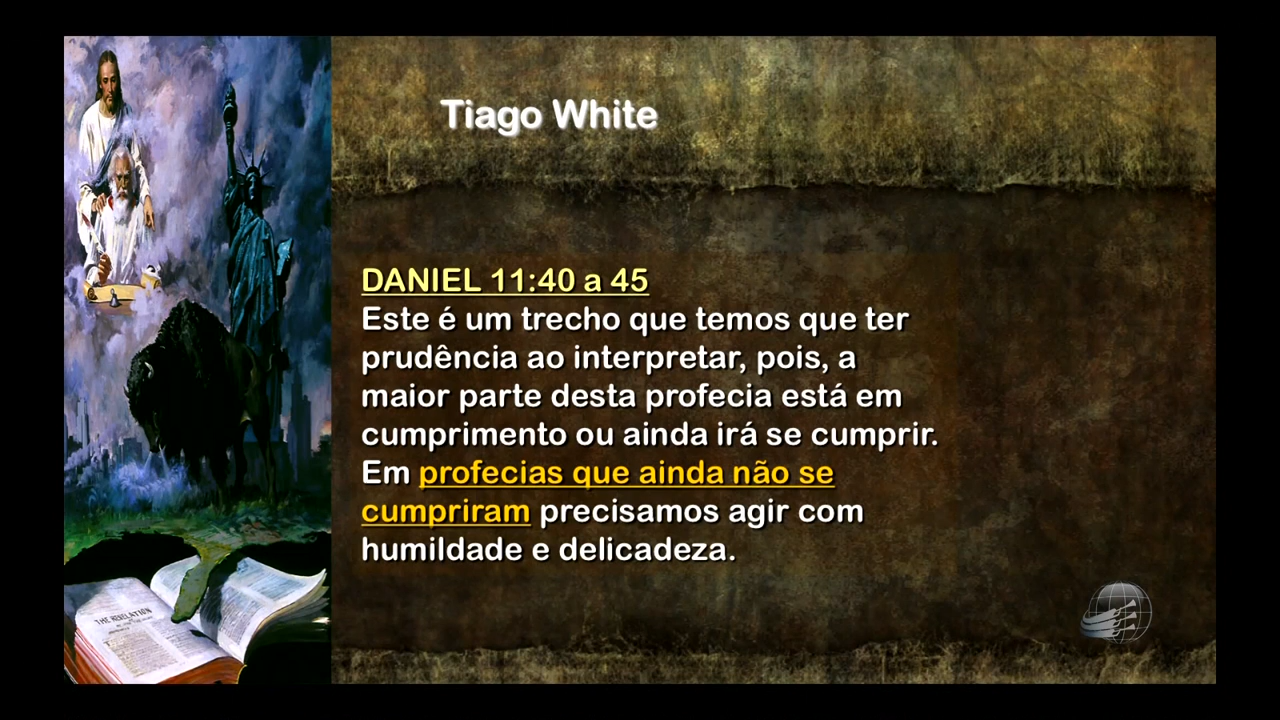 Tiago White
DANIEL 11:40 a 45
Este é um trecho que temos que ter
prudência ao interpretar, pois, a
maior parte desta profecia está em
cumprimento ou ainda irá se cumprir.
Em profecias que ainda não se
cumpriram precisamos agir com
humildade e delicadeza.
THE REVELATION